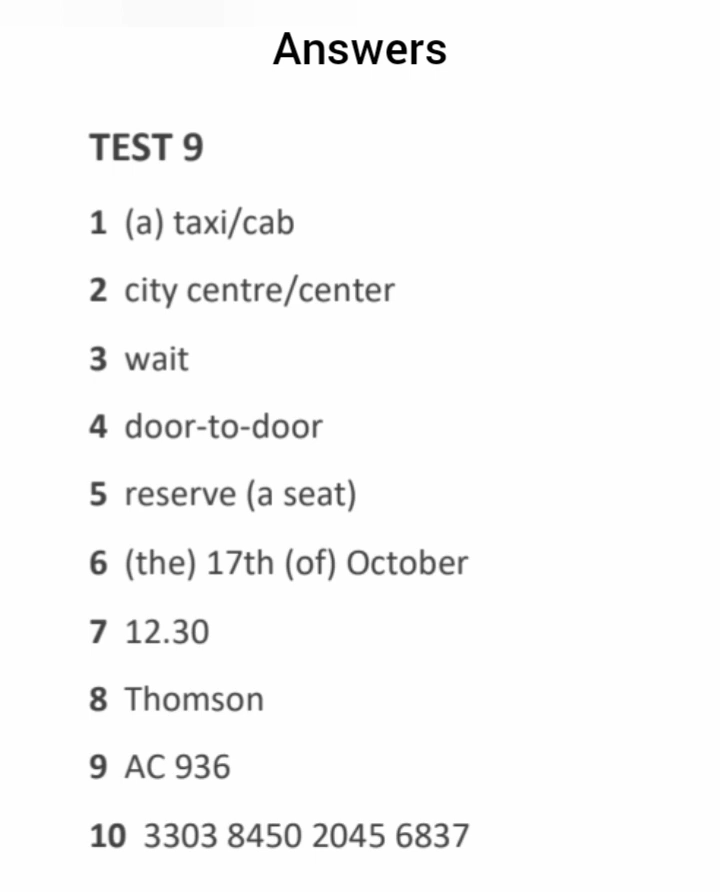 Answers
TEST 9
1 (a) taxi/cab
2 city centre/center
3 wait
4 door-to-door
5 reserve (a seat)
6 (the) 17th (of) October
7 12.30
8 Thomson
9 AC 936
10 3303 8450 2045 6837